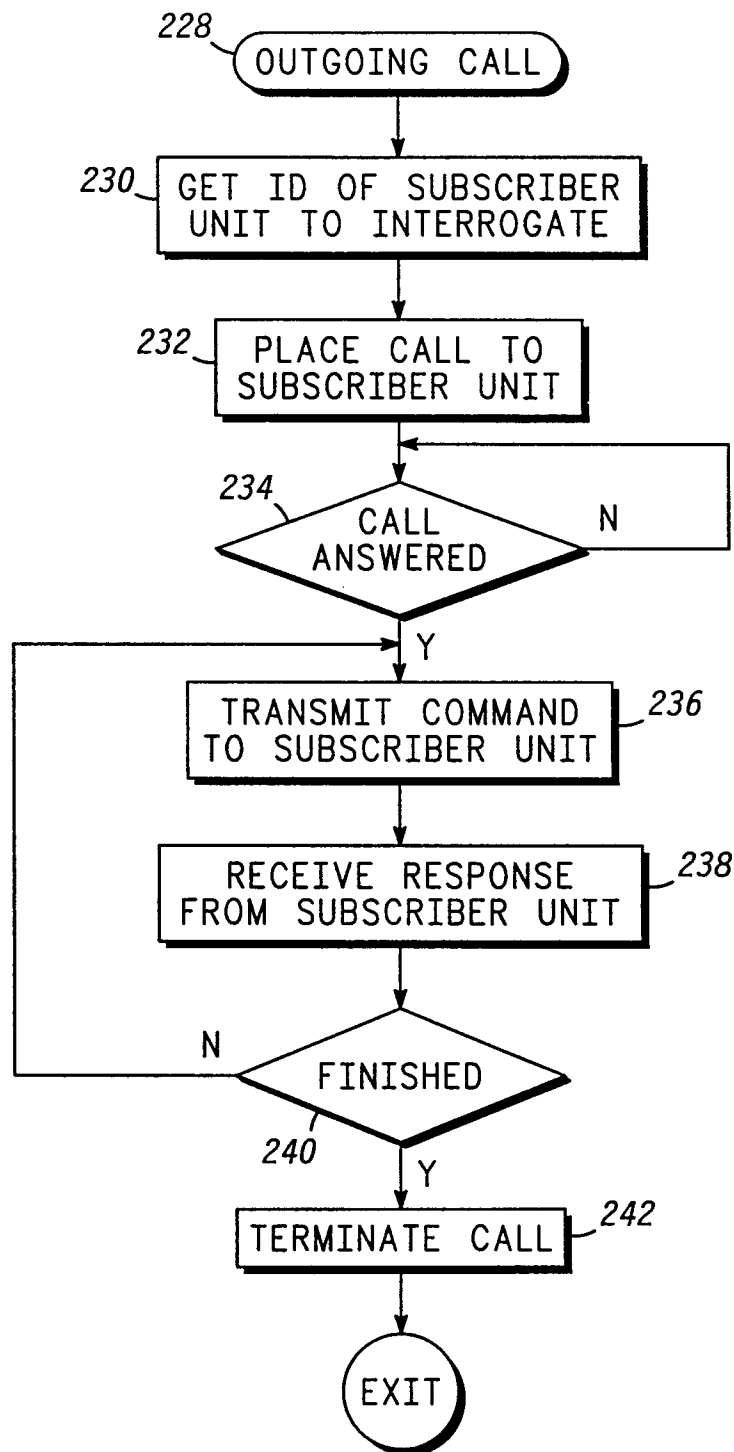 228
OUTGOING CALL
230
GET ID OF SUBSCRIBER
UNIT TO INTERROGATE
232
PLACE CALL TO
SUBSCRIBER UNIT
234
CALL
ANSWERED
N
Y
TRANSMIT COMMAND
TO SUBSCRIBER UNIT
236
RECEIVE RESPONSE
FROM SUBSCRIBER UNIT
238
N
FINISHED
240
Y
TERMINATE CALL
242
EXIT